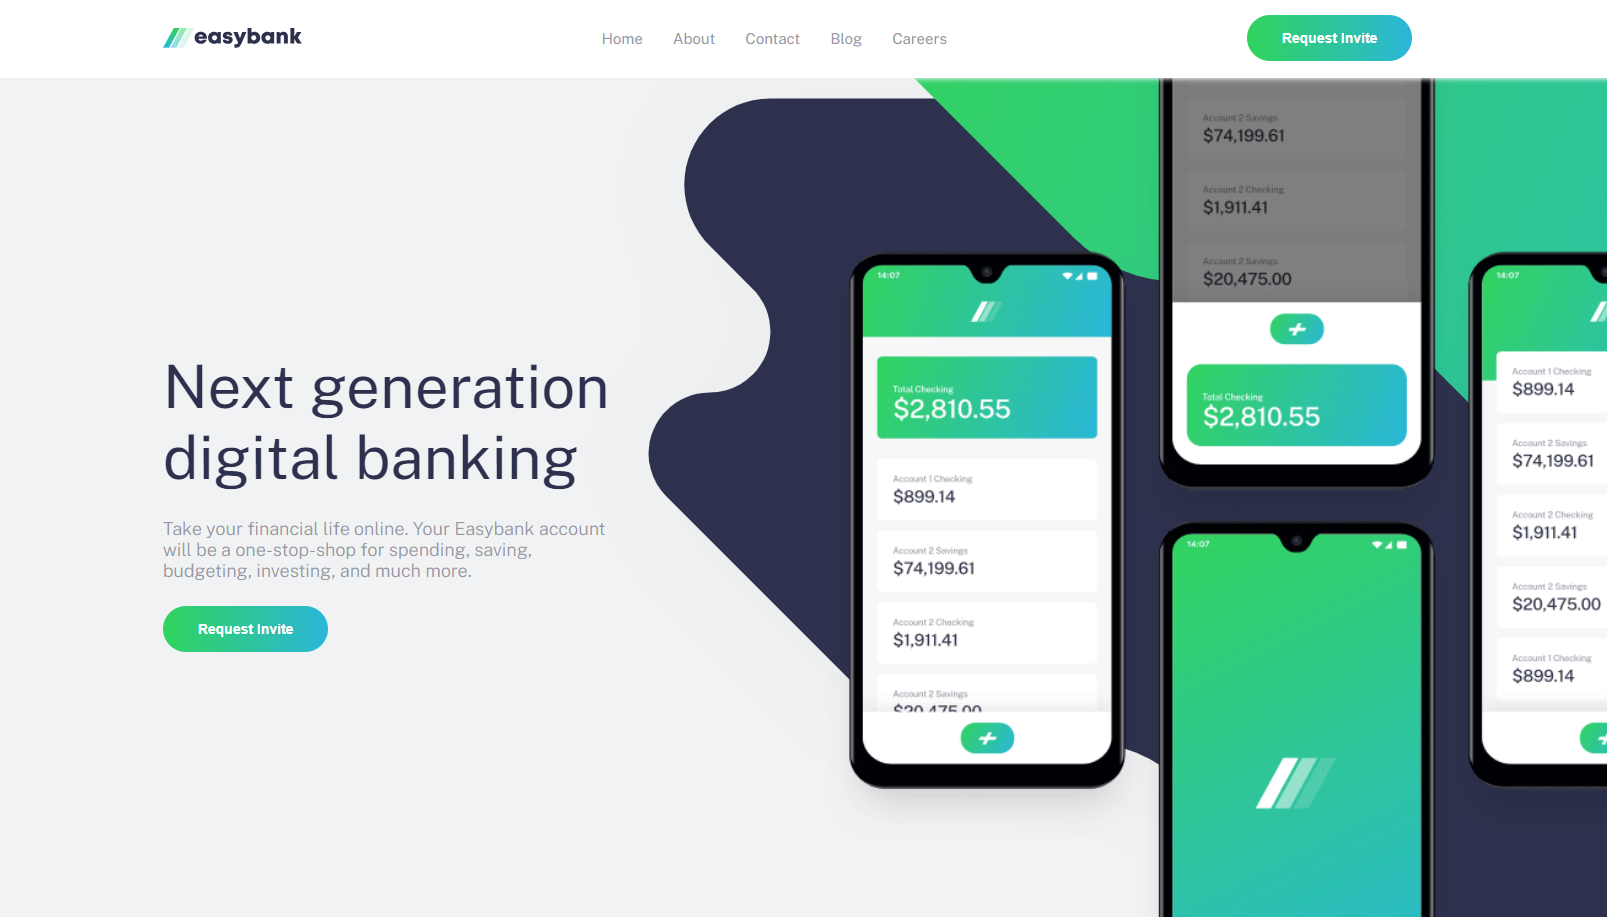 easybank
Home
About
Contact
Blog
Careers
Request Invite
Next generation
digital banking
Take your financial life online. Your Easybank account
will be a one-stop-shop for spending, saving,
budgeting, investing, and much more.
Request Invite
14:07
Total Checking
$2,810.55
Account 1 Checking
$899.14
Account 2 Savings
$74,199.61
Account 2 Checking
$1,911.41
Account 2 Savings
$20,475.00
Account 2 Savings
$74,199.61
Account 2 Checking
$1,911.41
Account 2 Savings
$20,475.00
Total Checking
$2,810.55
14:07
14:07
Account 1 Checking
$899.14
Account 2 Savings
$74,199.61
Account 2 Checking
$1,911.41
Account 2 Savings
$20,475.00
Account 1 Checking
$899.14